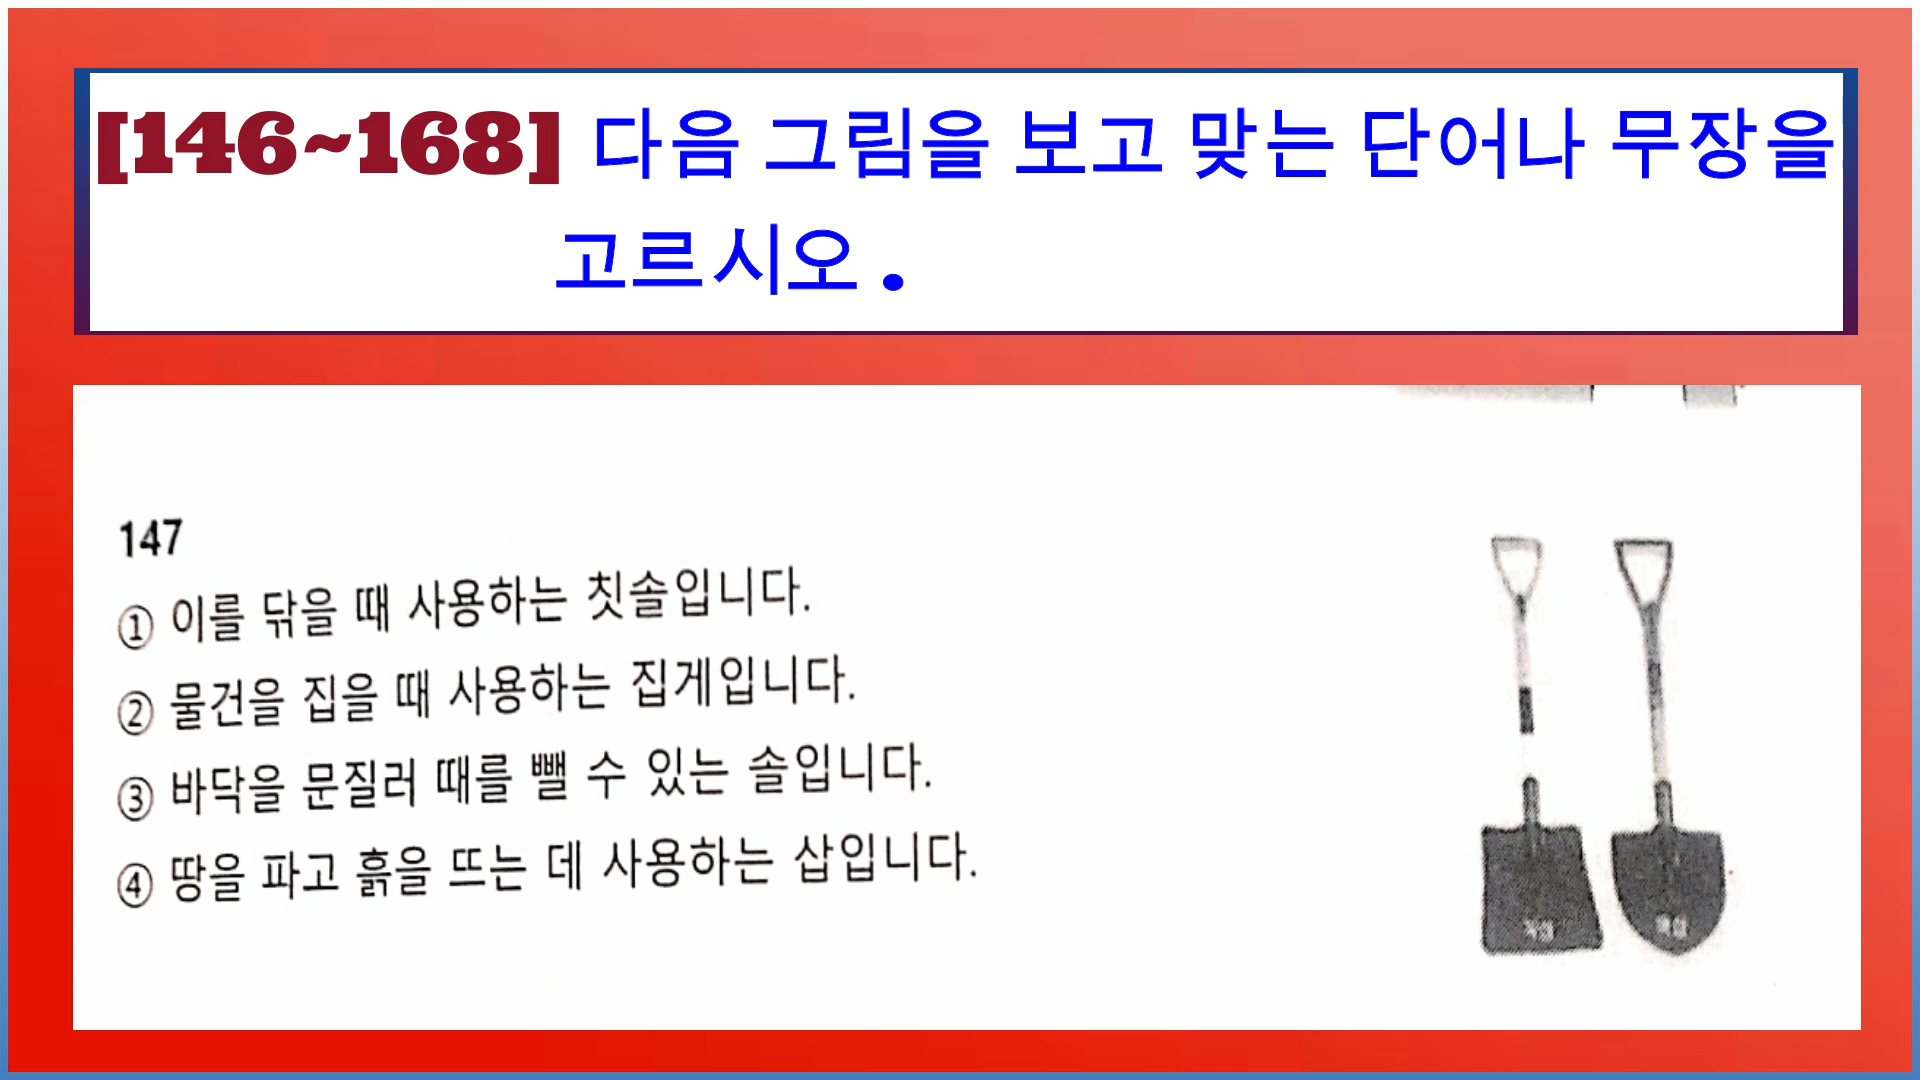 [146~168] 다음 그림을 보고 맞는 단어나 무장을
고르시오.
147
① 이를 닦을 때 사용하는 칫솔입니다.
② 물건을 집을 때 사용하는 집게입니다.
③ 바닥을 문질러 때를 뺄 수 있는 솔입니다.
④ 땅을 파고 흙을 뜨는 데 사용하는 삽입니다.